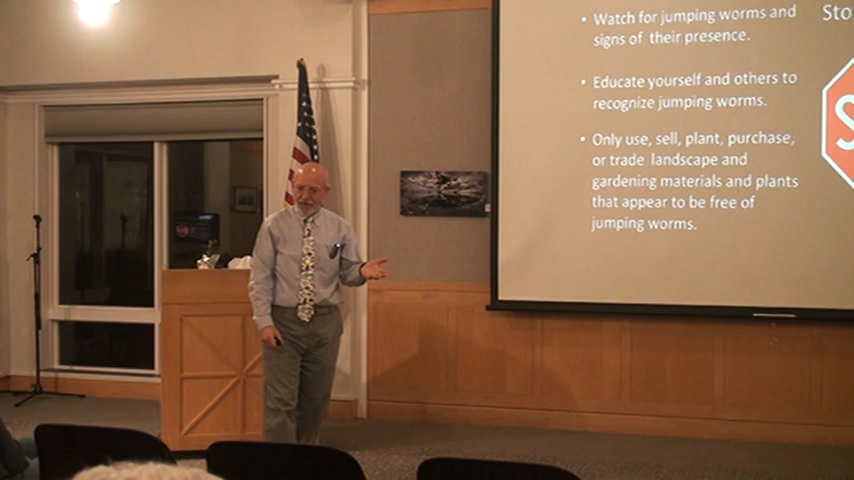 • Watch for jumping worms and
signs of their presence.
• Educate yourself and others to
recognize jumping worms.
• Only use, sell, plant, purchase,
or trade landscape and
gardening materials and plants
that appear to be free of
jumping worms.
Sto
S